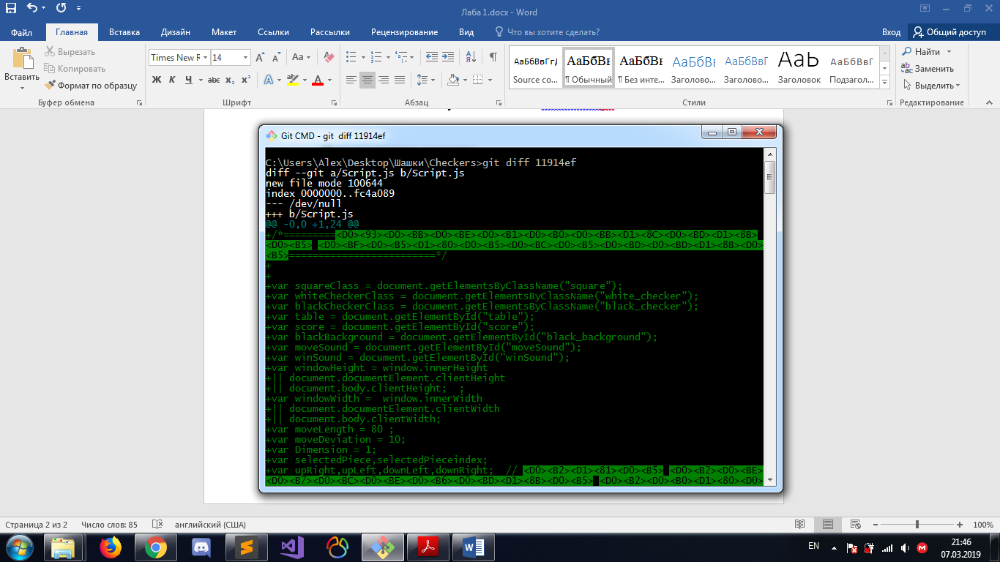 Лаба 1.docx - Word
Файл Главная Вставка Дизайн Макет Ссылки Рассылки Рецензирование Вид Что вы хотите сделать? Вход Общий доступ
Вставить
Вырезать
Копировать
Формат по образцу
Буфер обмена
Times New R 14
Aa
Ж К Ч abc x₂ x² A aby A
Шрифт
Абзац
АаБбВвГгД АаБбВı АаБбВı АаБбВ АаБбВвГ АаЬ АаБбВвГ
Source co... ¶ Обычный ¶ Без инте... Заголово... Заголово... Заголовок Подзагол...
Стили
Найти
Заменить
Выделить
Редактирование
Git CMD - git diff 11914ef
C:\Users\Alex\Desktop\Шашки\Checkers>git diff 11914ef
diff --git a/Script.js b/Script.js
new file mode 100644
index 0000000..fc4a089
--- /dev/null
+++ b/Script.js
@@ -0,0 +1,24 @@
+/*=========<D0><93><D0><BB><D0><BE><D0><B1><D0><B0><D0><BB><D1><8C><D0><BD><D1><8B>
<D0><B5> <D0><BF><D0><B5><D1><80><D0><B5><D0><BC><D0><B5><D0><BD><D0><BD><D1><8B><D0>
<B5>=========================*/
+
+
+var squareClass = document.getElementsByClassName("square");
+var whiteCheckerClass = document.getElementsByClassName("white_checker");
+var blackCheckerClass = document.getElementsByClassName("black_checker");
+var table = document.getElementById("table");
+var score = document.getElementById("score");
+var blackBackground = document.getElementById("black_background");
+var moveSound = document.getElementById("moveSound");
+var winSound = document.getElementById("winSound");
+var windowHeight = window.innerHeight
+|| document.documentElement.clientHeight
+|| document.body.clientHeight;  ;
+var windowWidth =  window.innerWidth
+|| document.documentElement.clientWidth
+|| document.body.clientWidth;
+var moveLength = 80 ;
+var moveDeviation = 10;
+var Dimension = 1;
+var selectedPiece,selectedPieceindex;
+var upRight,upLeft,downLeft,downRight;  // <D0><B2><D1><81><D0><B5> <D0><B2><D0><BE>
<D0><B7><D0><BC><D0><BE><D0><B6><D0><BD><D1><8B><D0><B5> <D0><B2><D0><B0><D1><80><D0>
Страница 2 из 2 Число слов: 85 английский (США) 100%
EN 21:46
07.03.2019